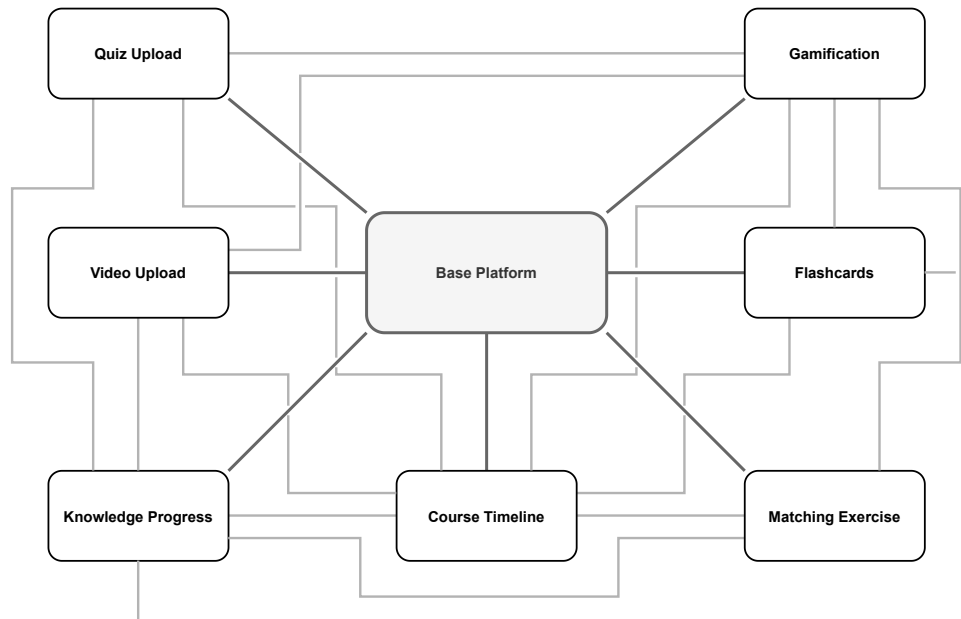 Quiz Upload
Gamification
Video Upload
Base Platform
Flashcards
Knowledge Progress
Course Timeline
Matching Exercise